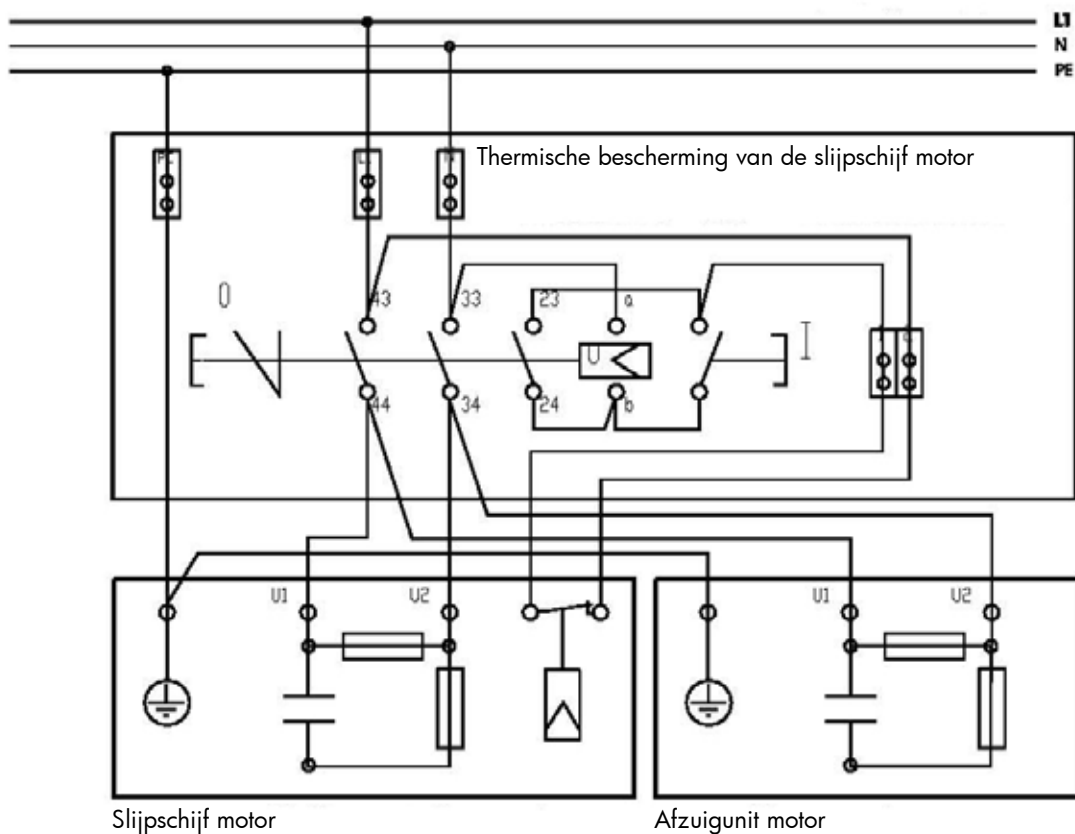 L1
N
PE
Thermische bescherming van de slijpschijf motor
0
43
33
23
a
U
I
44
34
24
b
U1
U2
U1
U2
Slijpschijf motor
Afzuigunit motor